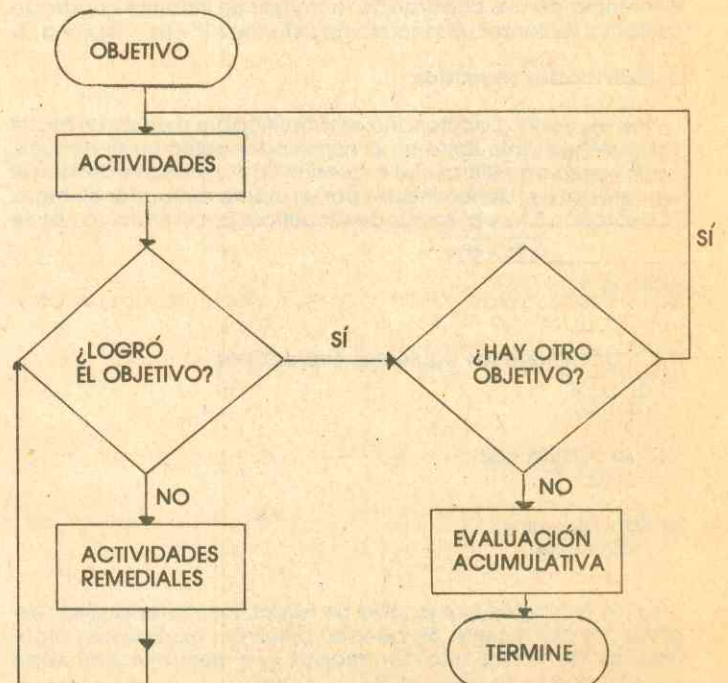 OBJETIVO
ACTIVIDADES
¿LOGRÓ
EL OBJETIVO?
SÍ
¿HAY OTRO
OBJETIVO?
SÍ
NO
ACTIVIDADES
REMEDIALES
NO
EVALUACIÓN
ACUMULATIVA
TERMINE